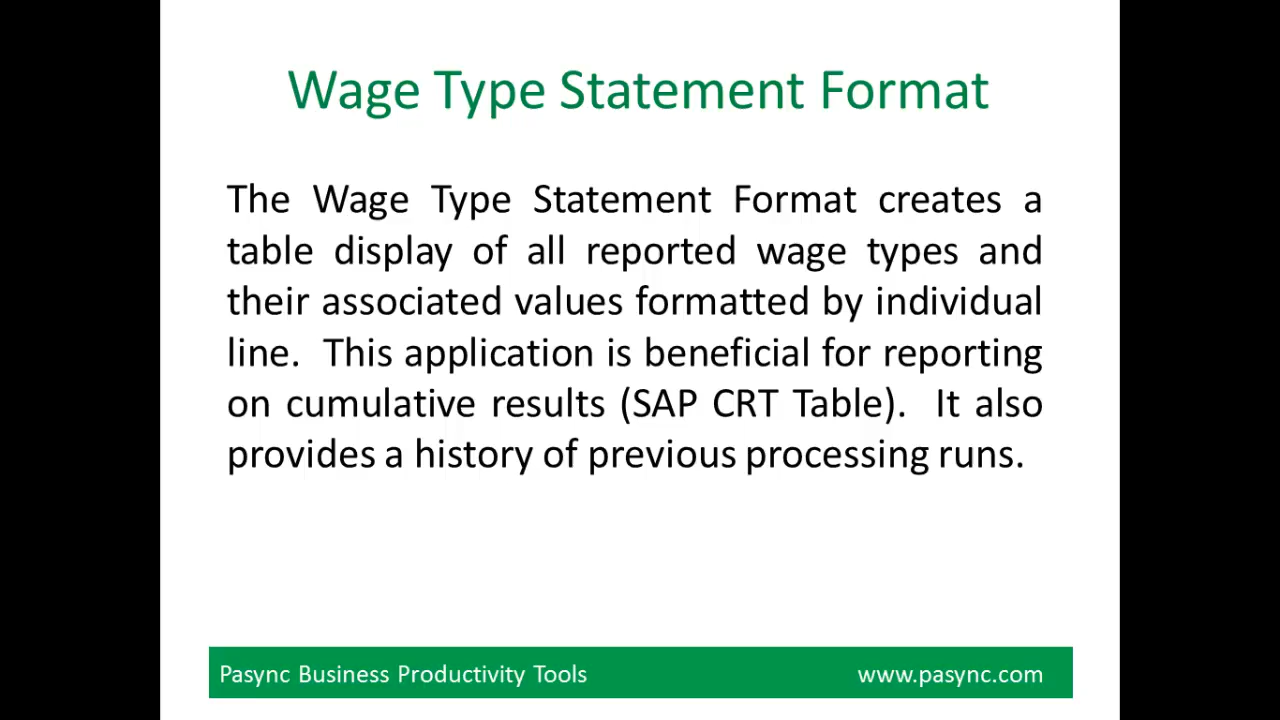 Wage Type Statement Format
The Wage Type Statement Format creates a
table display of all reported wage types and
their associated values formatted by individual
line.  This application is beneficial for reporting
on cumulative results (SAP CRT Table).  It also
provides a history of previous processing runs.
Pasync Business Productivity Tools
www.pasync.com